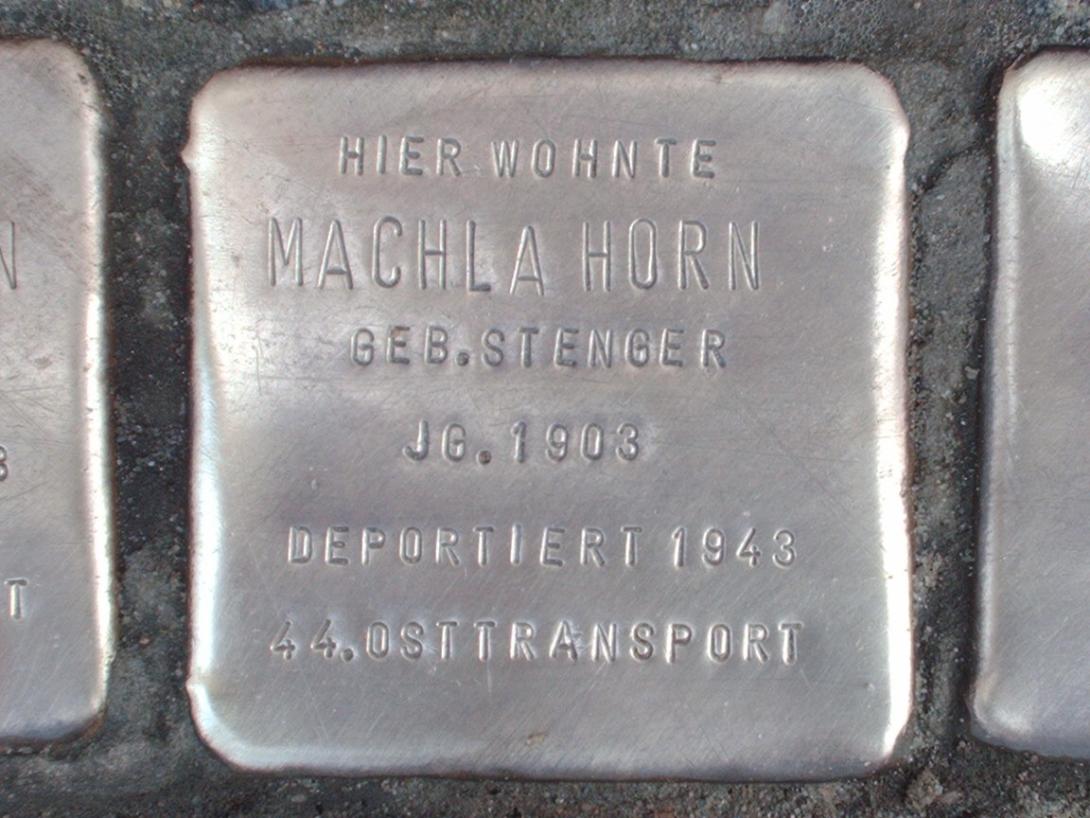 HIER WOHNTE
MACHLA HORN
GEB. STENGER
JG. 1903
DEPORTIERT 1943
44. OSTTRANSPORT